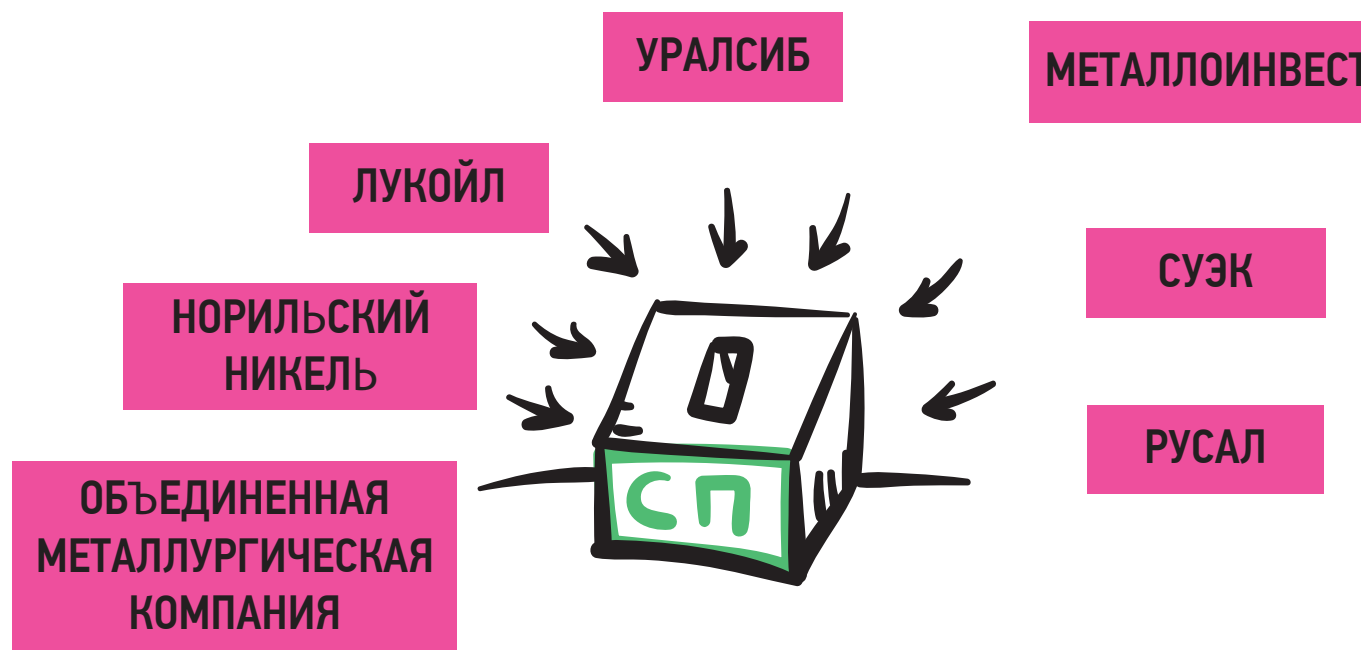 УРАЛСИБ
МЕТАЛЛОИНВЕСТ
ЛУКОЙЛ
СУЭК
НОРИЛЬСКИЙ
НИКЕЛЬ
РУСАЛ
ОБЪЕДИНЕННАЯ
МЕТАЛЛУРГИЧЕСКАЯ
КОМПАНИЯ
СП